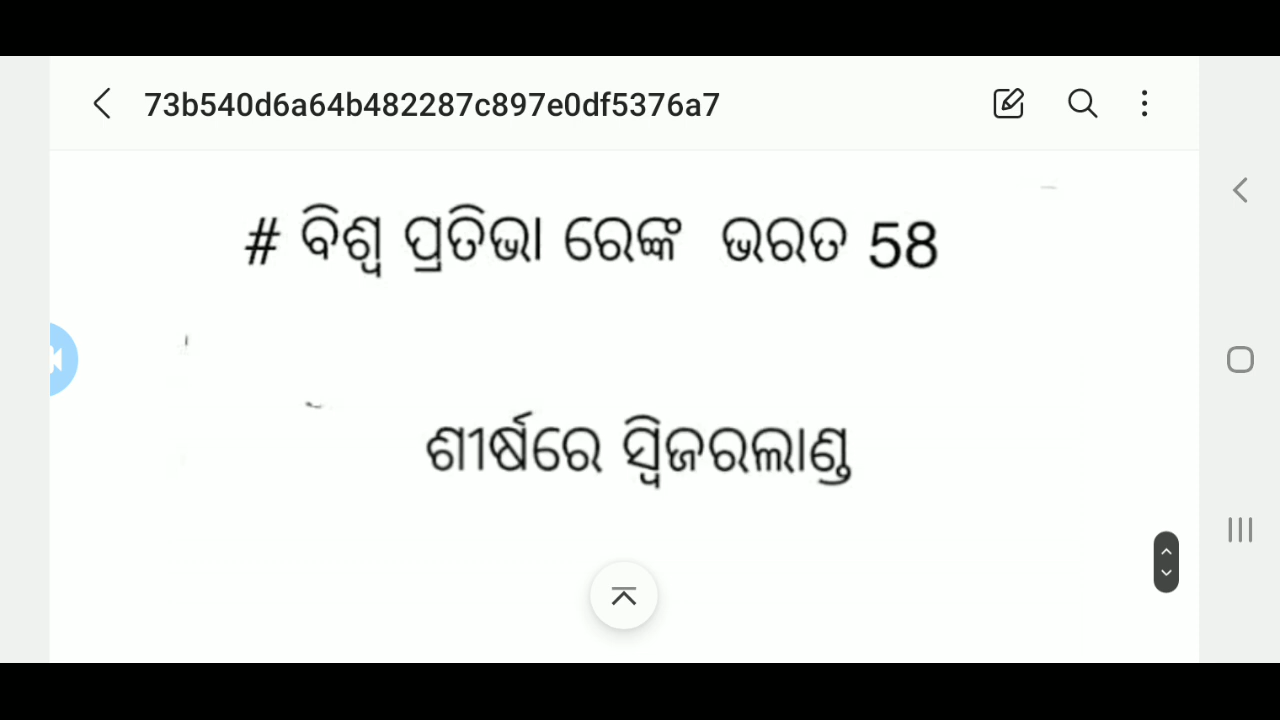 73b540d6a64b482287c897e0df5376a7
# ବିଶ୍ୱ ପ୍ରତିଭା ରେଙ୍କ ଭରତ 58
ଶୀର୍ଷରେ ସ୍ୱିଜରଲାଣ୍ଡ